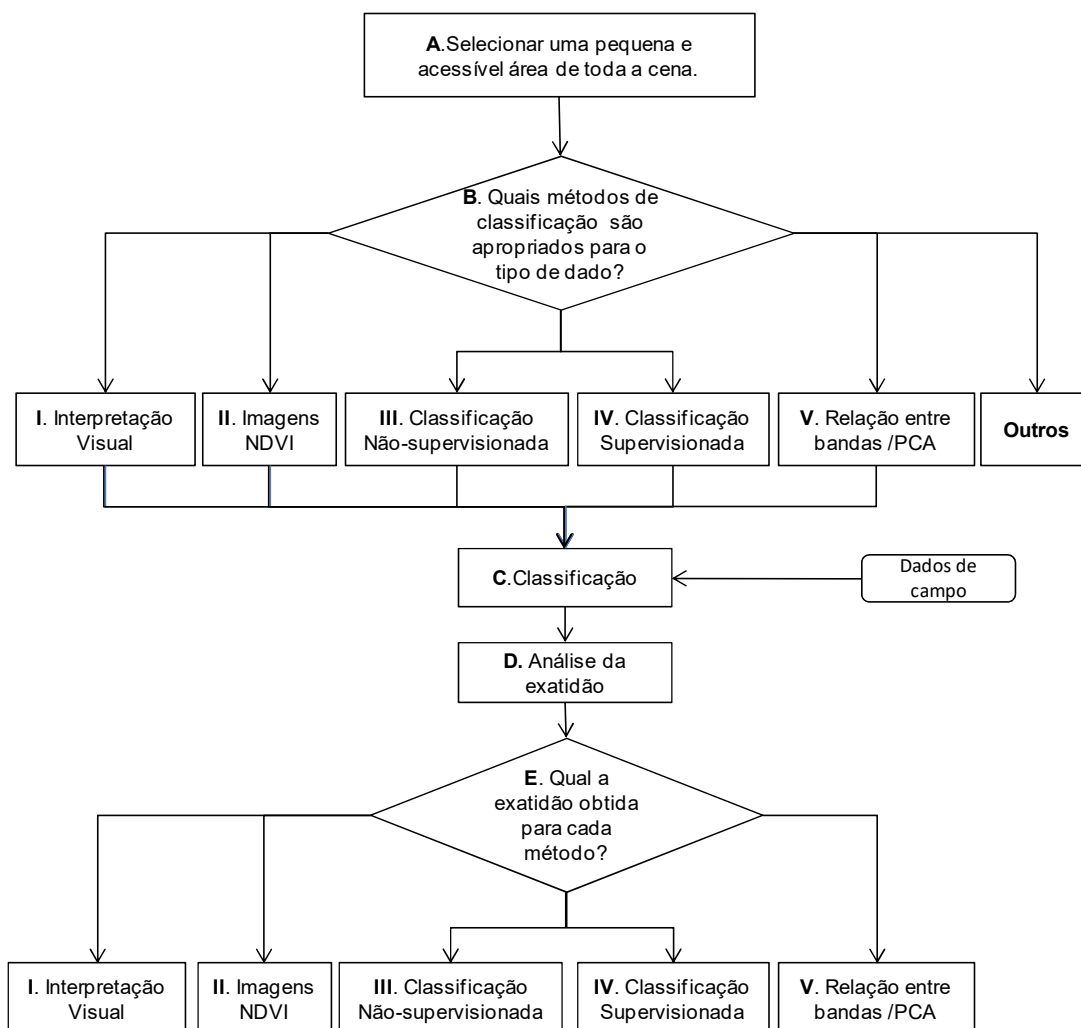 A.Selecionar uma pequena e
acessível área de toda a cena.
B. Quais métodos de
classificação são
apropriados para o
tipo de dado?
I. Interpretação
Visual
II. Imagens
NDVI
III. Classificação
Não-supervisionada
IV. Classificação
Supervisionada
V. Relação entre
bandas /PCA
Outros
C.Classificação
Dados de
campo
D. Análise da
exatidão
E. Qual a
exatidão obtida
para cada
método?
I. Interpretação
Visual
II. Imagens
NDVI
III. Classificação
Não-supervisionada
IV. Classificação
Supervisionada
V. Relação entre
bandas /PCA